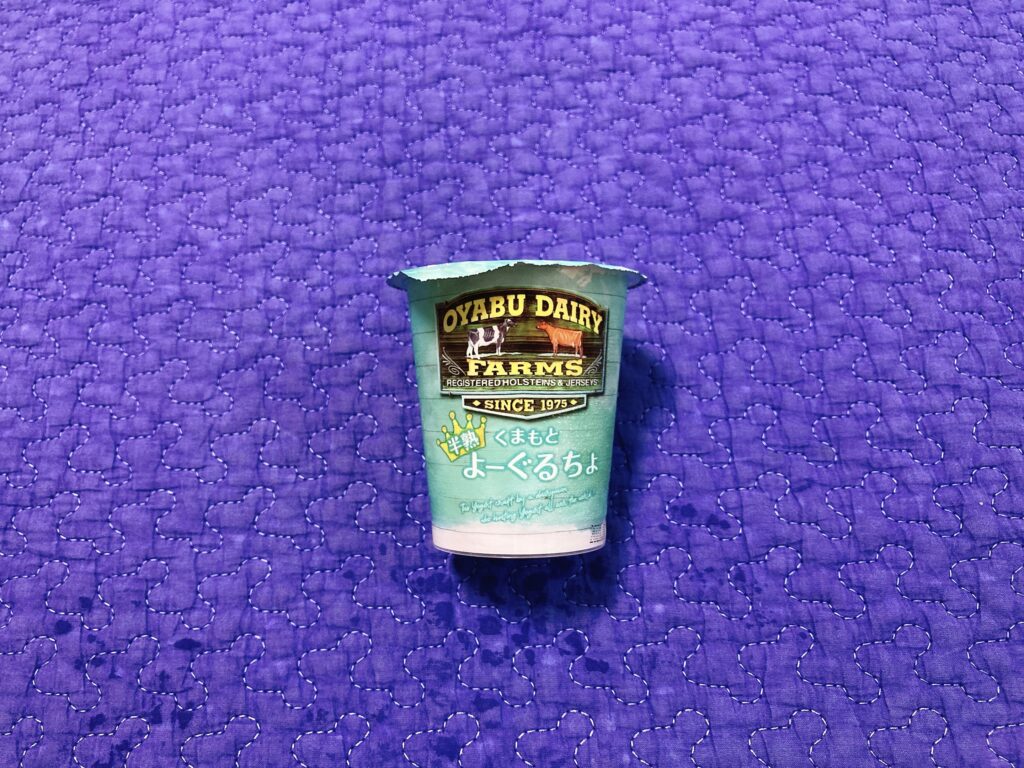 OYABU DAIRY
FARMS
REGISTERED HOLSTEINS & JERSEYS
SINCE 1975
半熟
くまもと
よーぐるちょ